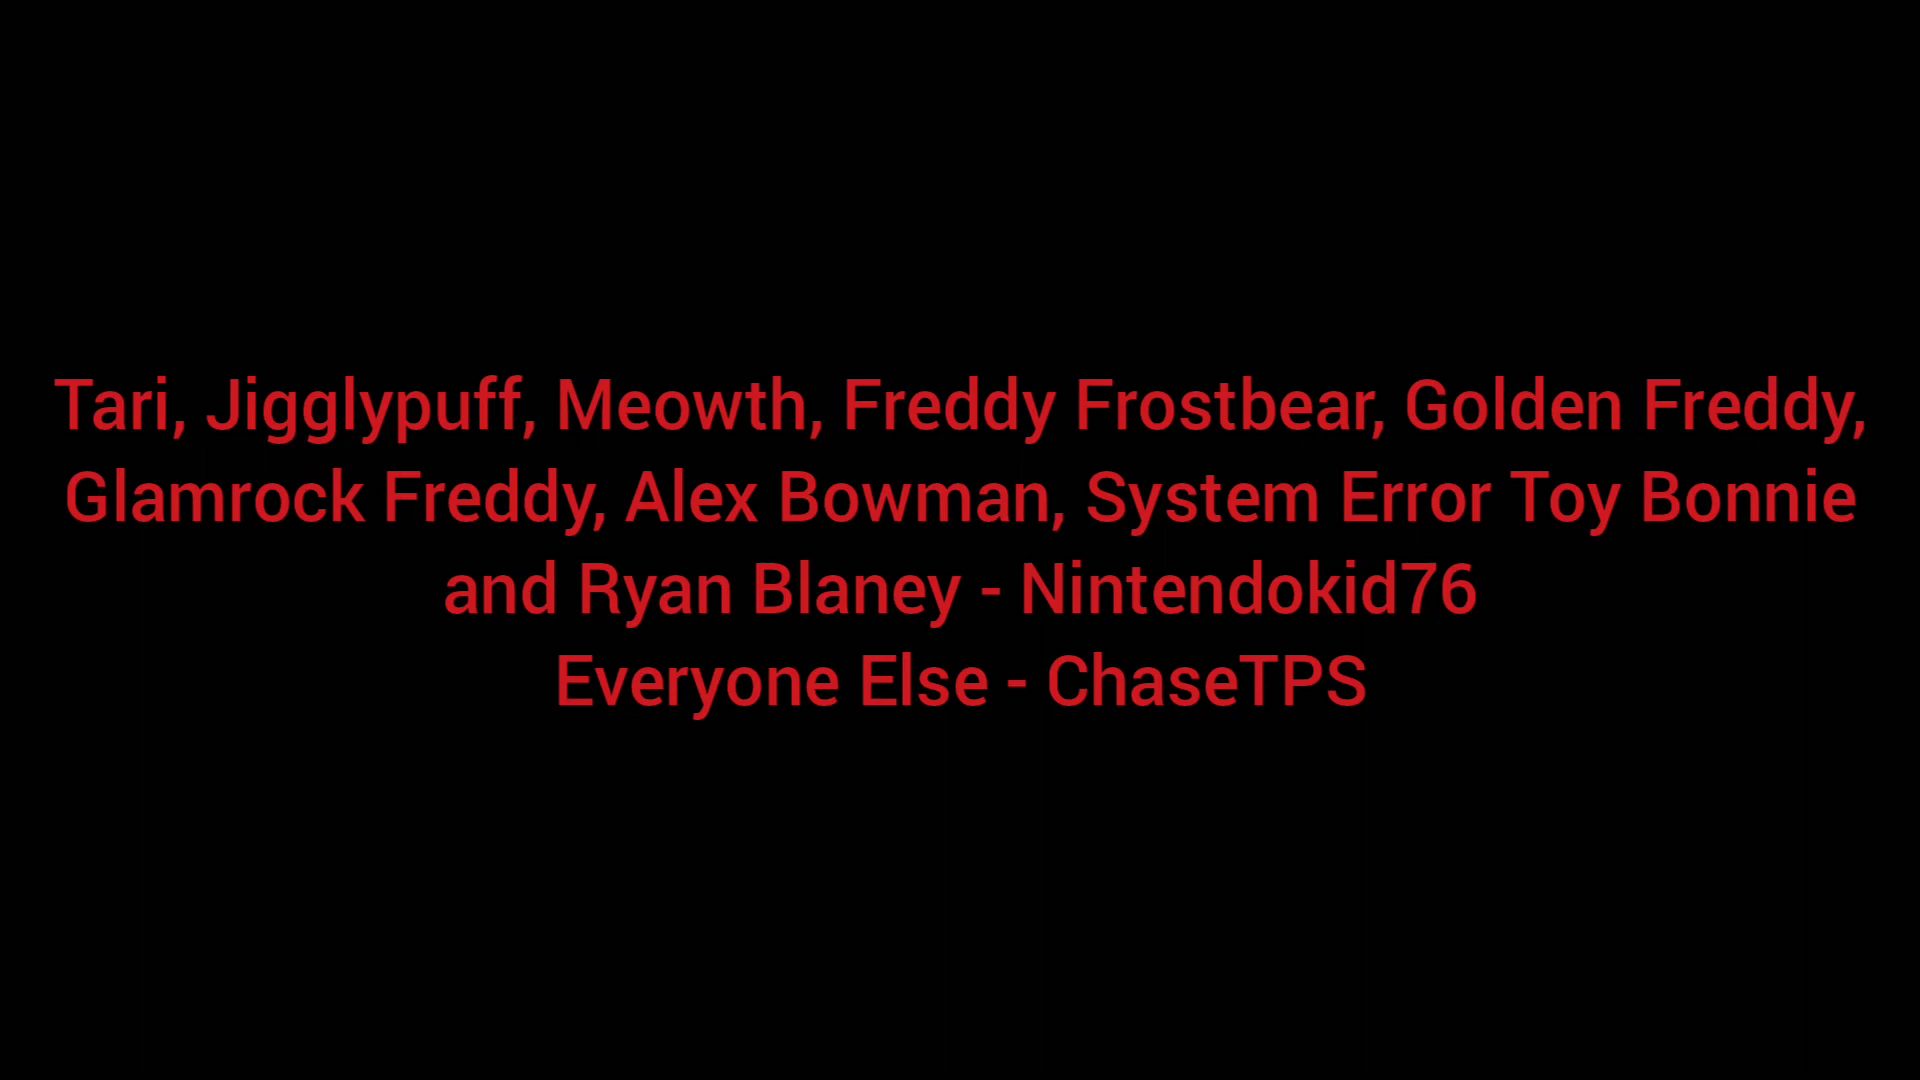 Tari, Jigglypuff, Meowth, Freddy Frostbear, Golden Freddy,
Glamrock Freddy, Alex Bowman, System Error Toy Bonnie
and Ryan Blaney - Nintendokid76
Everyone Else - ChaseTPS